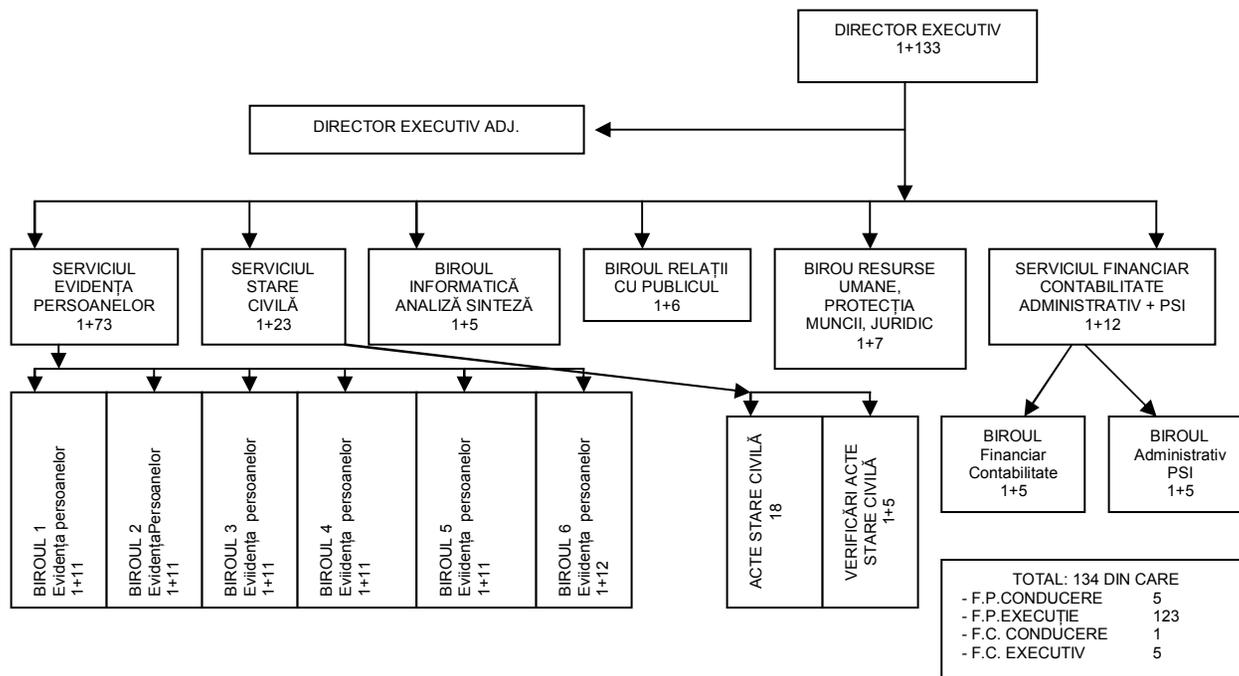 DIRECTOR EXECUTIV
1+133
DIRECTOR EXECUTIV ADJ.
SERVICIUL
EVIDENȚA
PERSOANELOR
1+73
SERVICIUL
STARE
CIVILĂ
1+23
BIROUL
INFORMATICĂ
ANALIZĂ SINTEZĂ
1+5
BIROUL RELAȚII
CU PUBLICUL
1+6
BIROU RESURSE
UMANE,
PROTECȚIA
MUNCII, JURIDIC
1+7
SERVICIUL FINANCIAR
CONTABILITATE
ADMINISTRATIV + PSI
1+12
BIROUL 1
Evidența persoanelor
1+11
BIROUL 2
EvidențaPersoanelor
1+11
BIROUL 3
Evidența persoanelor
1+11
BIROUL 4
Evidența persoanelor
1+11
BIROUL 5
Eviidența persoanelor
1+11
BIROUL 6
Evidența persoanelor
1+12
ACTE STARE CIVILĂ
18
VERIFICĂRI ACTE
STARE CIVILĂ
1+5
BIROUL
Financiar
Contabilitate
1+5
BIROUL
Administrativ
PSI
1+5
TOTAL: 134 DIN CARE
- F.P.CONDUCERE 5
- F.P.EXECUȚIE 123
- F.C. CONDUCERE 1
- F.C. EXECUTIV 5